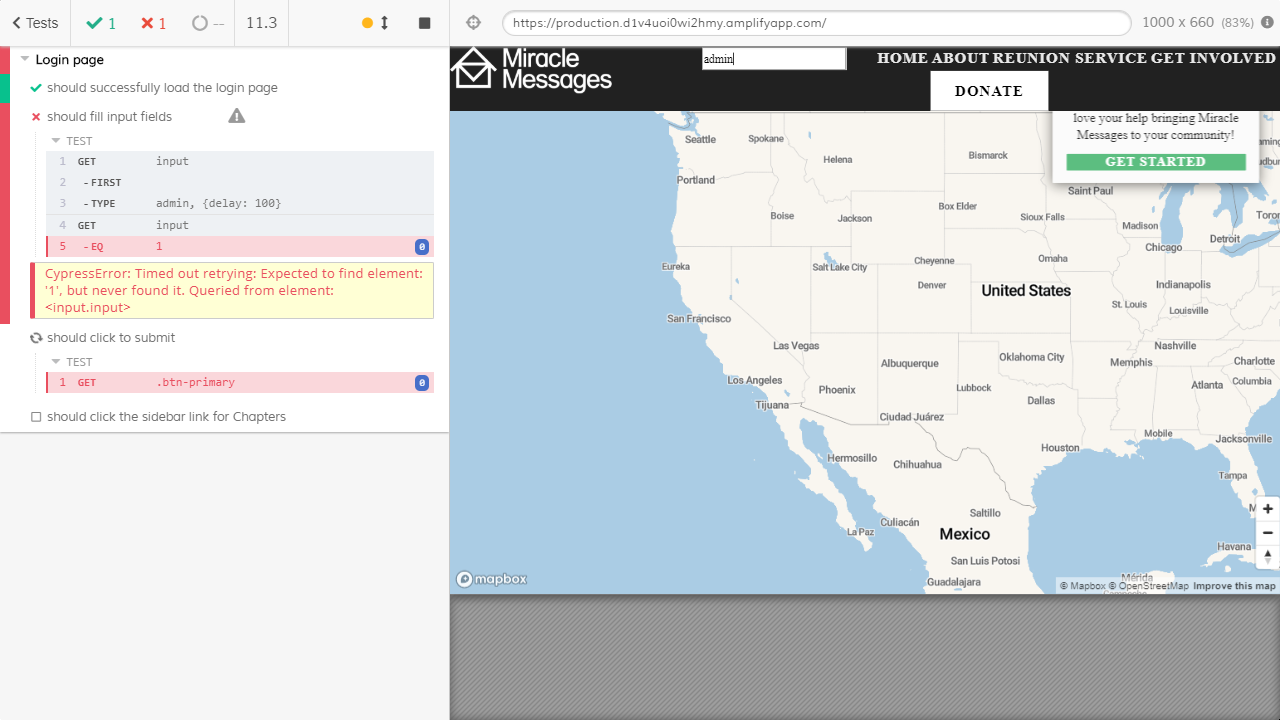 Tests 1 1 -- 11.3
Login page
should successfully load the login page
should fill input fields
TEST
1 GET input
2 -FIRST
3 -TYPE admin, {delay: 100}
4 GET input
5 -EQ 1 0
CypressError: Timed out retrying: Expected to find element:
'1', but never found it. Queried from element:
<input.input>
should click to submit
TEST
1 GET .btn-primary 0
should click the sidebar link for Chapters
https://production.d1v4uoi0wi2hmy.amplifyapp.com/
1000 x 660 (83%)
Miracle
Messages
admin
HOME ABOUT REUNION SERVICE GET INVOLVED
DONATE
love your help bringing Miracle
Messages to your community!
GET STARTED
Seattle
Spokane
Helena
Bismarck
Portland
Saint Paul
Boise
Jackson
Box Elder
Sioux Falls
Madison
Toron
Detroit
Chicago
Eureka
Salt Lake City
Cheyenne
Omaha
Denver
United States
Indianapolis
St. Louis
Louisville
San Francisco
Las Vegas
Nashville
Albuquerque
Oklahoma City
Memphis
Charlotte
Los Angeles
Phoenix
Lubbock
Atlanta
Columbia
Tijuana
Dallas
Ciudad Juárez
Mobile
Jacksonville
Houston
Hermosillo
Chihuahua
Tampa
Saltillo
Culiacán
La Paz
Mexico
Havana
San Luis Potosi
Guadalajara
Mérida
mapbox
© Mapbox © OpenStreetMap Improve this map